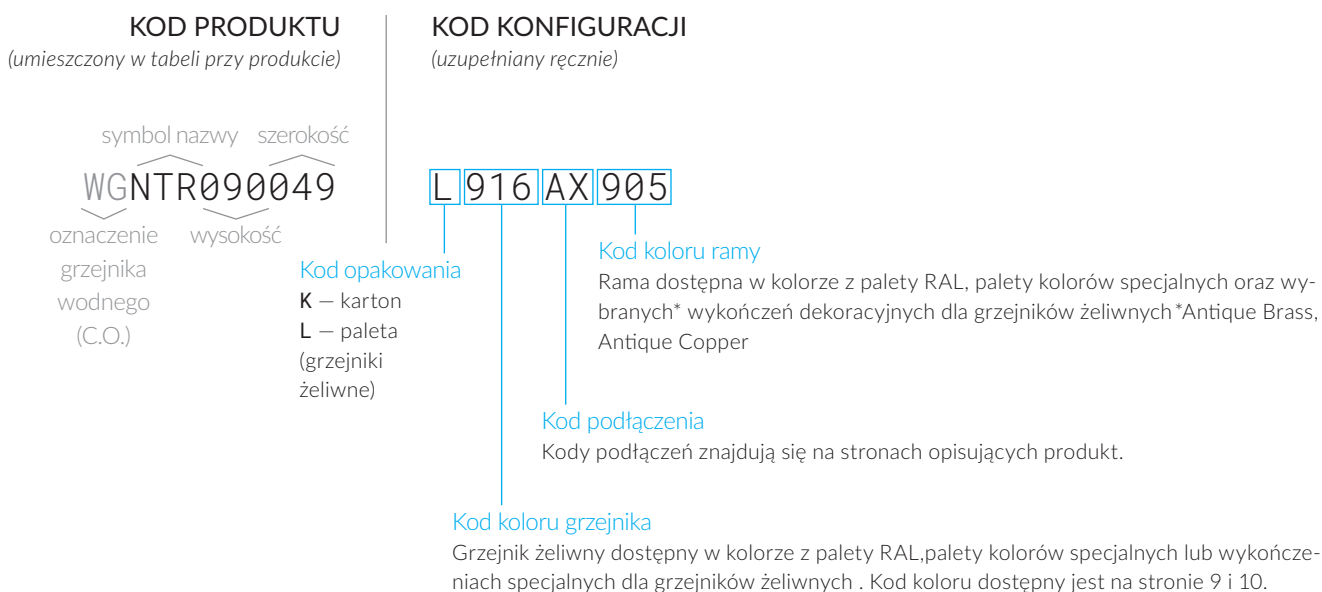 KOD PRODUKTU
(umieszczony w tabeli przy produkcie)
KOD KONFIGURACJI
(uzupełniany ręcznie)
symbol nazwy szerokość
WGNTR090049
oznaczenie
grzejnika
wodnego
(C.O.)
wysokość
L 916 AX 905
Kod opakowania
K — karton
L — paleta
(grzejniki
żeliwne)
Kod koloru ramy
Rama dostępna w kolorze z palety RAL, palety kolorów specjalnych oraz wy-
branych* wykończeń dekoracyjnych dla grzejników żeliwnych *Antique Brass,
Antique Copper
Kod podłączenia
Kody podłączeń znajdują się na stronach opisujących produkt.
Kod koloru grzejnika
Grzejnik żeliwny dostępny w kolorze z palety RAL,palety kolorów specjalnych lub wykończe-
niach specjalnych dla grzejników żeliwnych . Kod koloru dostępny jest na stronie 9 i 10.